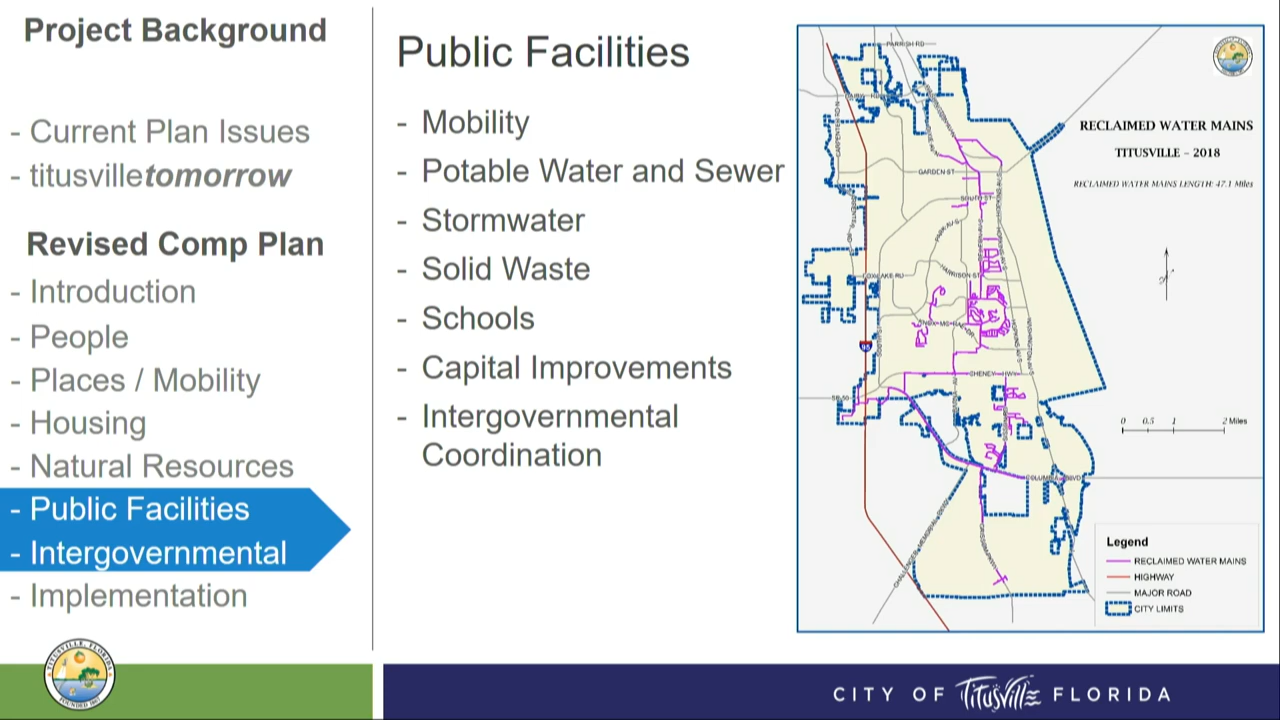 Project Background
- Current Plan Issues
- titusvilletomorrow
Revised Comp Plan
- Introduction
- People
- Places / Mobility
- Housing
- Natural Resources
- Public Facilities
- Intergovernmental
- Implementation
Public Facilities
- Mobility
- Potable Water and Sewer
- Stormwater
- Solid Waste
- Schools
- Capital Improvements
- Intergovernmental
Coordination
RECLAIMED WATER MAINS
TITUSVILLE – 2018
RECLAIMED WATER MAINS LENGTH: 47.1 Miles
PARRISH RD
GARDEN ST
SOUTH ST
HARRISON ST
CHENEY HWY
COLUMBIA BLVD
0 0.5 1 2 Miles
Legend
RECLAIMED WATER MAINS
HIGHWAY
MAJOR ROAD
CITY LIMITS
TITUSVILLE, FLORIDA
CITY OF Titusville FLORIDA